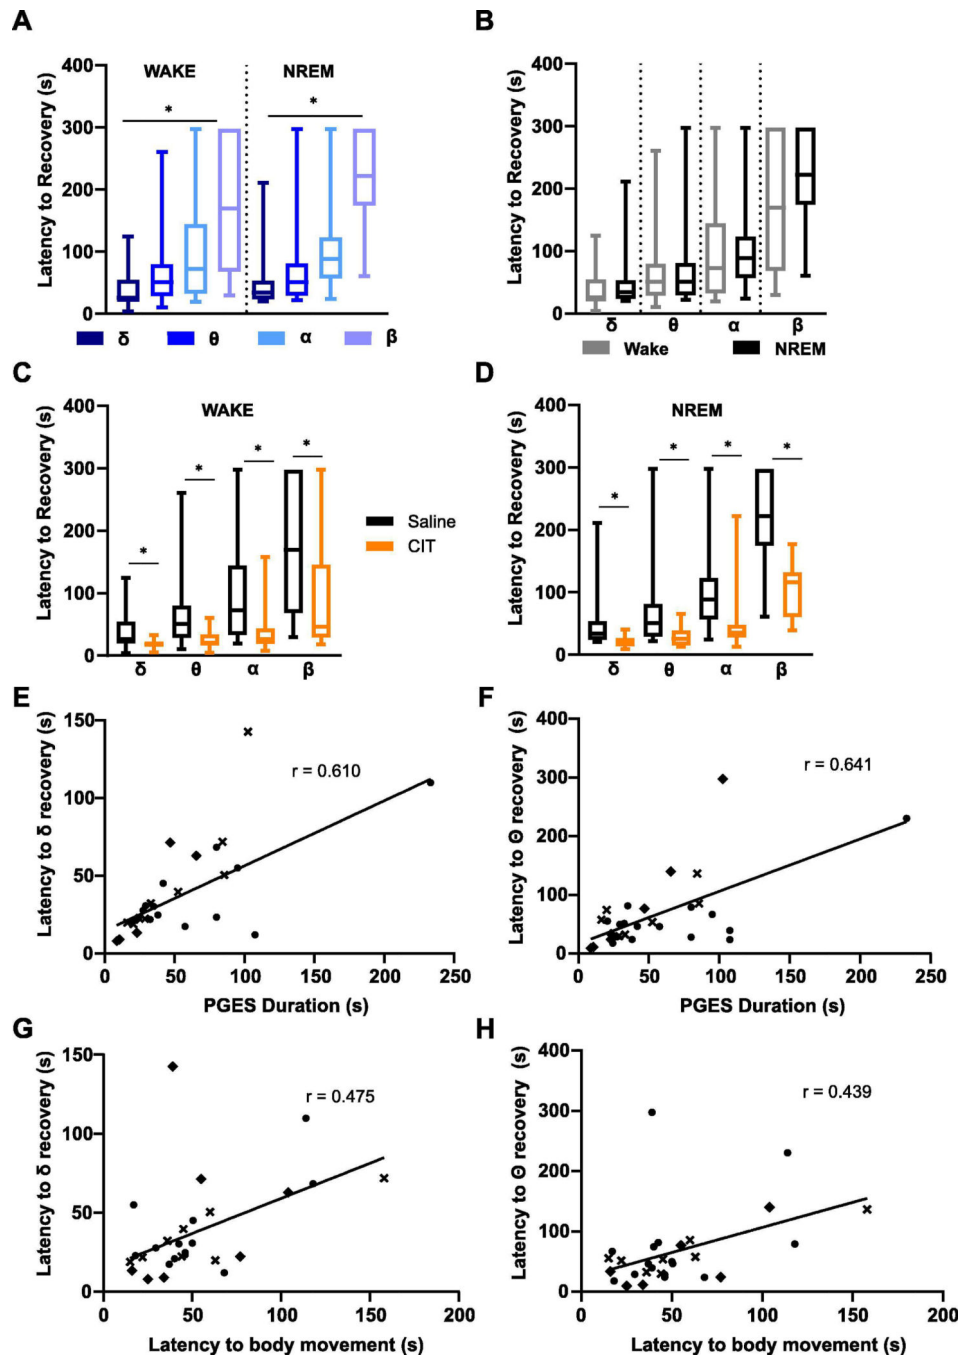 A
Latency to Recovery (s)
400
300
200
100
0
WAKE
NREM
*
*
δ
θ
α
β
B
Latency to Recovery (s)
400
300
200
100
0
δ
θ
α
β
Wake
NREM
C
Latency to Recovery (s)
400
300
200
100
0
WAKE
*
*
*
*
Saline
CIT
δ
θ
α
β
D
Latency to Recovery (s)
400
300
200
100
0
NREM
*
*
*
*
δ
θ
α
β
E
Latency to δ recovery (s)
150
100
50
0
r = 0.610
0 50 100 150 200 250
PGES Duration (s)
F
Latency to Θ recovery (s)
400
300
200
100
0
r = 0.641
0 50 100 150 200 250
PGES Duration (s)
G
Latency to δ recovery (s)
150
100
50
0
r = 0.475
0 50 100 150 200
Latency to body movement (s)
H
Latency to Θ recovery (s)
400
300
200
100
0
r = 0.439
0 50 100 150 200
Latency to body movement (s)